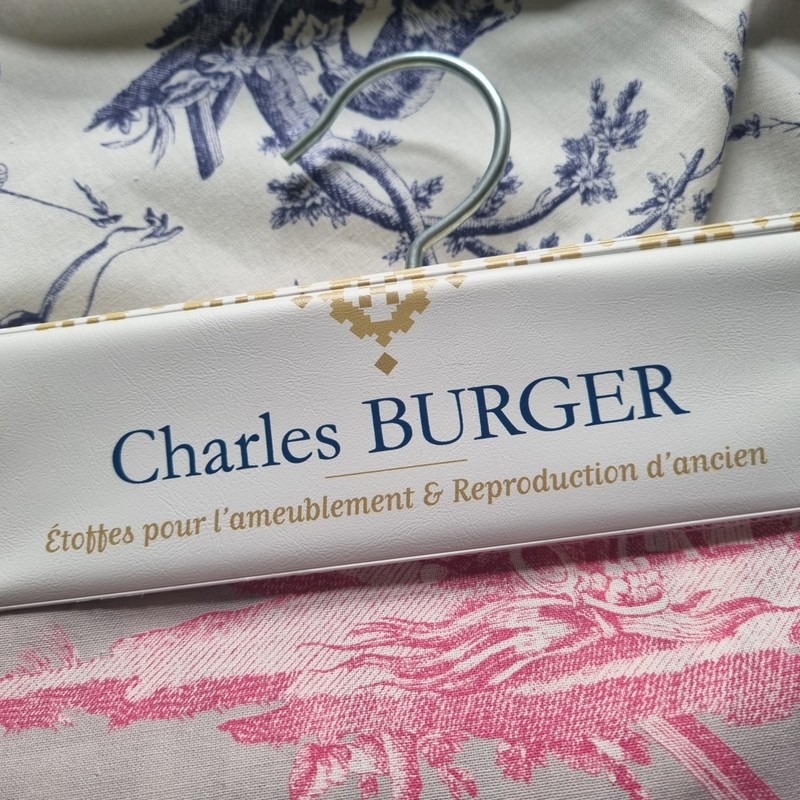 Charles BURGER
Étoffes pour l'ameublement & Reproduction d'ancien